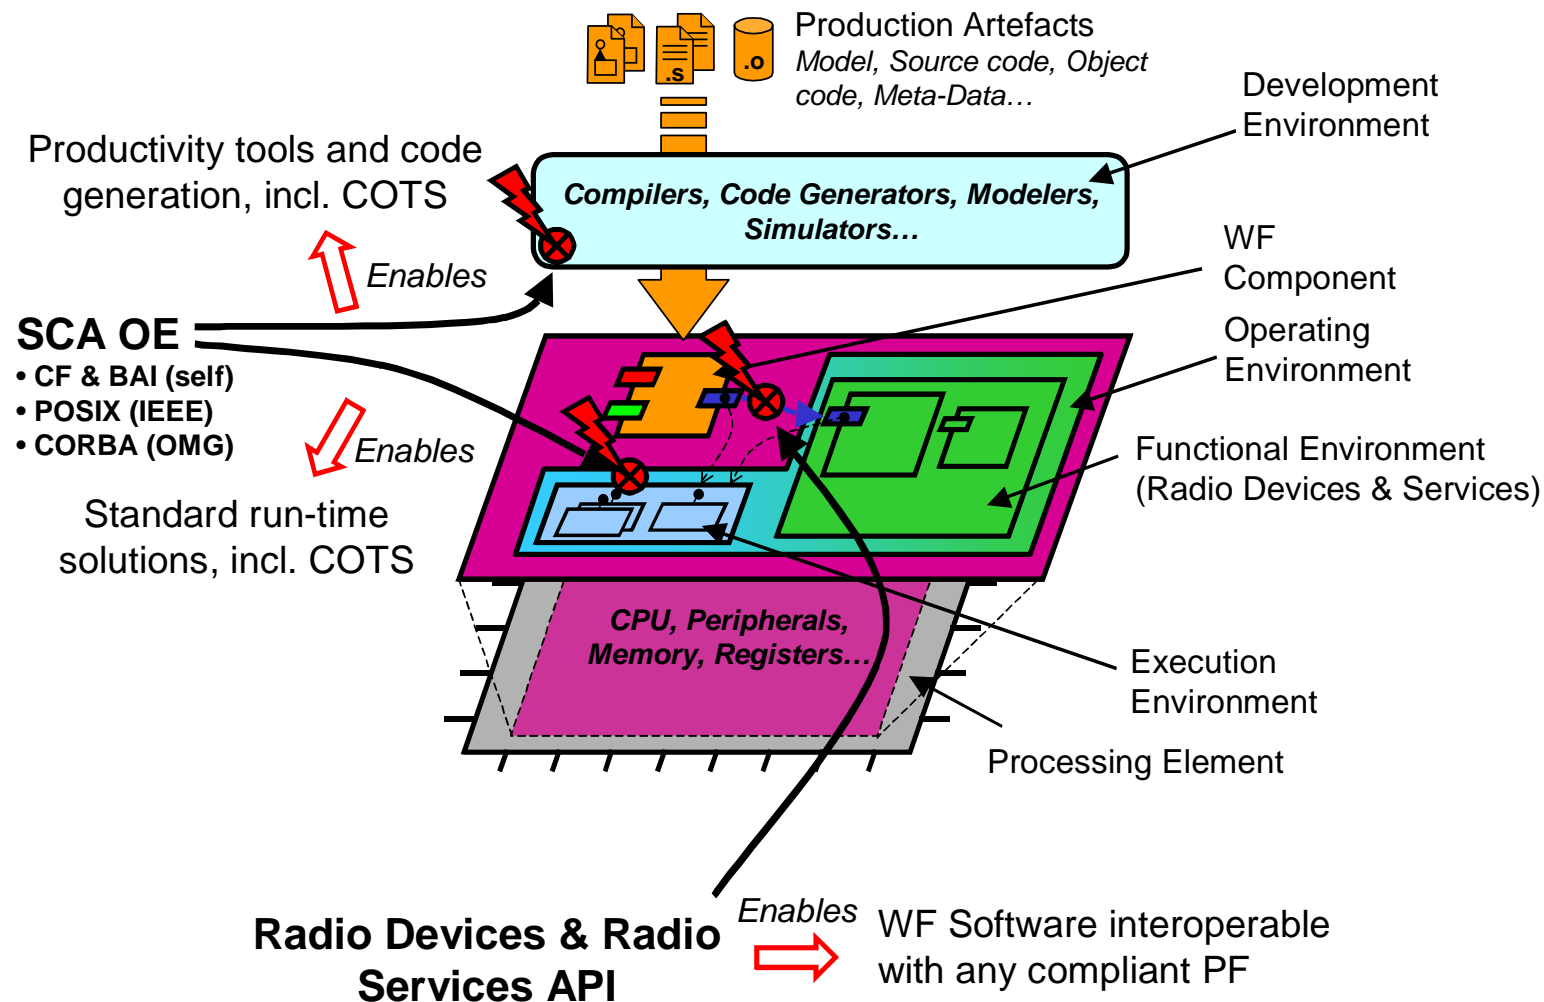 Production Artefacts
Model, Source code, Object
code, Meta-Data…
.s
.o
Development
Environment
Productivity tools and code
generation, incl. COTS
Compilers, Code Generators, Modelers,
Simulators…
WF
Component
Enables
SCA OE
• CF & BAI (self)
• POSIX (IEEE)
• CORBA (OMG)
Operating
Environment
Enables
Functional Environment
(Radio Devices & Services)
Standard run-time
solutions, incl. COTS
CPU, Peripherals,
Memory, Registers…
Execution
Environment
Processing Element
Radio Devices & Radio
Services API
Enables
WF Software interoperable
with any compliant PF